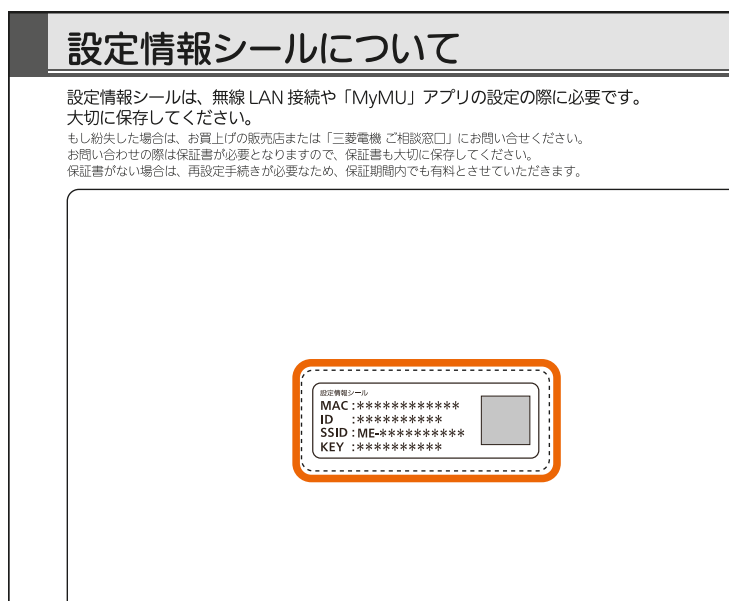 設定情報シールについて
設定情報シールは、無線 LAN 接続や「MyMU」アプリの設定の際に必要です。
大切に保存してください。
もし紛失した場合は、お買上げの販売店または「三菱電機 ご相談窓口」にお問い合せください。
お問い合わせの際は保証書が必要となりますので、保証書も大切に保存してください。
保証書がない場合は、再設定手続きが必要なため、保証期間内でも有料とさせていただきます。
設定情報シール
MAC :************
ID :**********
SSID : ME-**********
KEY :**********